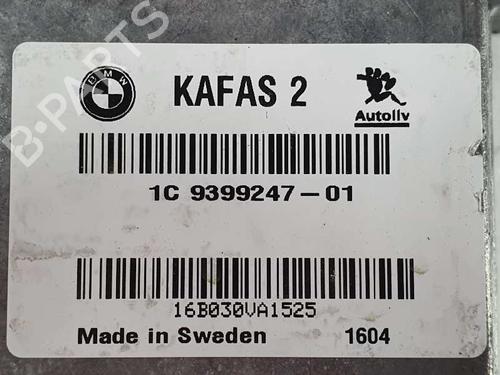 BMW
KAFAS 2
Autoliv
1C 9399247-01
16B030VA1525
Made in Sweden 1604
B-PARTS